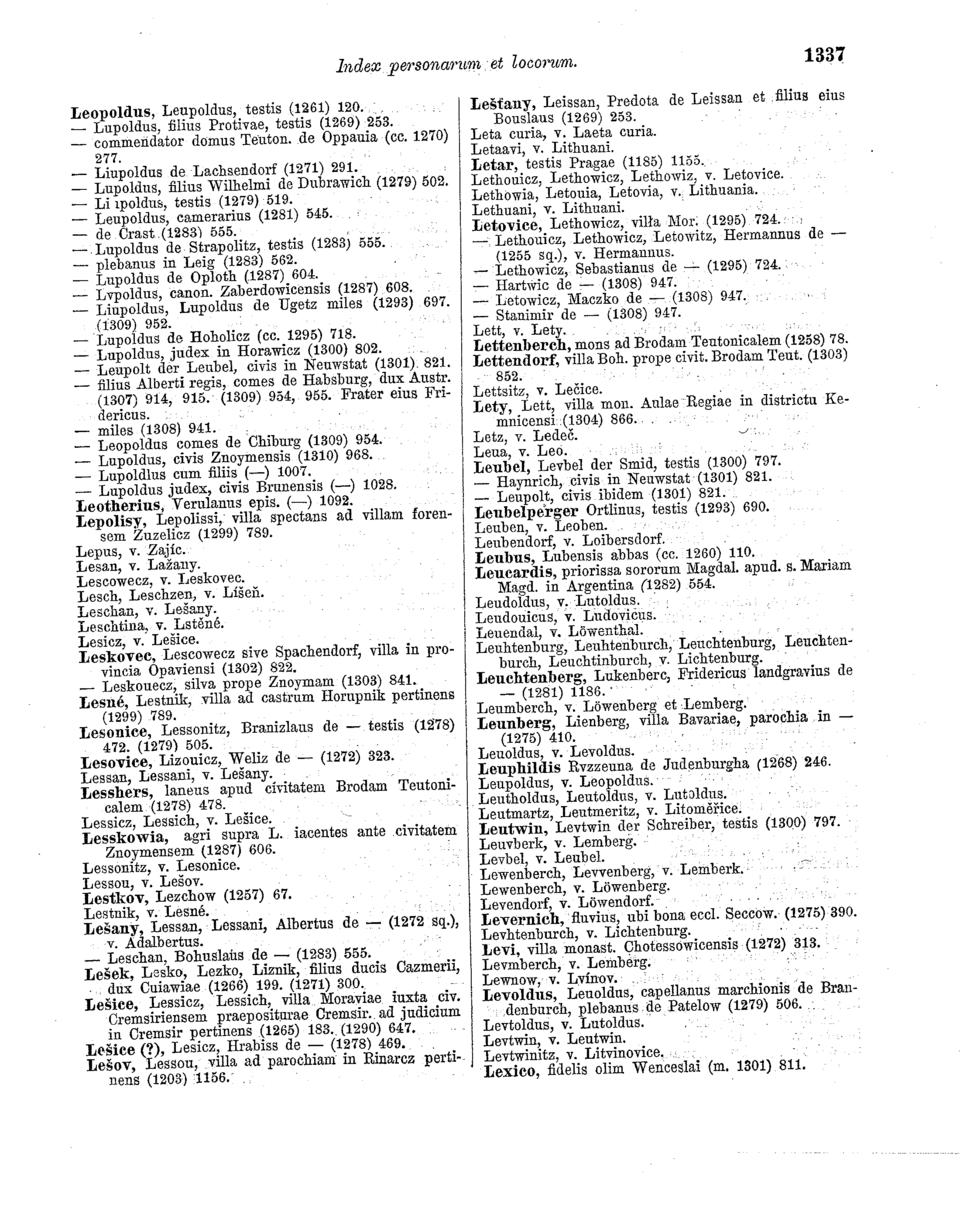 Index personarum et locorum.
1337
Leopoldus, Leupoldus, testis (1261) 120.
— Lupoldus, filius Protivae, testis (1269) 253.
— commendator domus Teuton. de Oppauia (cc. 1270)
277.
— Liupoldus de Lachsendorf (1271) 291.
— Lupoldus, filius Wilhelmi de Dubrawich (1279) 502.
— Li ipoldus, testis (1279) 519.
— Leupoldus, camerarius (1281) 545.
— de Crast (1283) 555.
— Lupoldus de Strapolitz, testis (1283) 555.
— plebanus in Leig (1283) 562.
— Lupoldus de Oploth (1287) 604.
— Lvpoldus, canon. Zaberdowicensis (1287) 608.
— Liupoldus, Lupoldus de Ugetz miles (1293) 697.
(1309) 952.
— Lupoldus de Hoholicz (cc. 1295) 718.
— Lupoldus, judex in Horawicz (1300) 802.
— Leupolt der Leubel, civis in Neuwstat (1301) 821.
— filius Alberti regis, comes de Habsburg, dux Austr.
(1307) 914, 915. (1309) 954, 955. Frater eius Fri-
dericus.
— miles (1308) 941.
— Leopoldus comes de Chiburg (1309) 954.
— Lupoldus, civis Znoymensis (1310) 968.
— Lupoldlus cum filiis (—) 1007.
— Lupoldus judex, civis Brunensis (—) 1028.
Leotherius, Verulanus epis. (—) 1092.
Lepolisy, Lepolissi, villa spectans ad villam foren-
sem Zuzelicz (1299) 789.
Lepus, v. Zajíc.
Lesan, v. Lažany.
Lescowecz, v. Leskovec.
Lesch, Leschzen, v. Líšeň.
Leschan, v. Lešany.
Leschtina, v. Lstěné.
Lesicz, v. Lešice.
Leskovec, Lescowecz sive Spachendorf, villa in pro-
vincia Opaviensi (1302) 822.
— Leskouecz, silva prope Znoymam (1303) 841.
Lesné, Lestnik, villa ad castrum Horupnik pertinens
(1299) 789.
Lesonice, Lessonitz, Branizlaus de — testis (1278)
472. (1279) 505.
Lesovice, Lizouicz, Weliz de — (1272) 323.
Lessan, Lessani, v. Lešany.
Lesshers, laneus apud civitatem Brodam Teutoni-
calem (1278) 478.
Lessicz, Lessich, v. Lešice.
Lesskowia, agri supra L. iacentes ante civitatem
Znoymensem (1287) 606.
Lessonitz, v. Lesonice.
Lessou, v. Lešov.
Lestkov, Lezchow (1257) 67.
Lestnik, v. Lesné.
Lešany, Lessan, Lessani, Albertus de — (1272 sq.),
v. Adalbertus.
— Leschan, Bohuslaus de — (1283) 555.
Lešek, Lesko, Lezko, Liznik, filius ducis Cazmerii,
dux Cuiawiae (1266) 199. (1271) 300.
Lešice, Lessicz, Lessich, villa Moraviae iuxta civ.
Cremsiriensem praepositurae Cremsir. ad judicium
in Cremsir pertinens (1265) 183. (1290) 647.
Lešice (?), Lesicz, Hrabiss de — (1278) 469.
Lešov, Lessou, villa ad parochiam in Rinarcz perti-
nens (1203) 1156.
Lešťany, Leissan, Predota de Leissan et filius eius
Bouslaus (1269) 253.
Leta curia, v. Laeta curia.
Letaavi, v. Lithuani.
Letar, testis Pragae (1185) 1155.
Lethouicz, Lethowicz, Lethowiz, v. Letovice.
Lethowia, Letouia, Letovia, v. Lithuania.
Lethuani, v. Lithuani.
Letovice, Lethowicz, villa Mor. (1295) 724.
— Lethouicz, Lethowicz, Letowitz, Hermannus de —
(1255 sq.), v. Hermannus.
— Lethowicz, Sebastianus de — (1295) 724.
— Hartwic de — (1308) 947.
— Letowicz, Maczko de — (1308) 947.
— Stanimir de — (1308) 947.
Lett, v. Lety.
Lettenberch, mons ad Brodam Teutonicalem (1258) 78.
Lettendorf, villa Boh. prope civit. Brodam Teut. (1303)
852.
Lettsitz, v. Lečice.
Lety, Lett, villa mon. Aulae Regiae in districtu Ke-
mnicensi (1304) 866.
Letz, v. Ledeč.
Leua, v. Leo.
Leubel, Levbel der Smid, testis (1300) 797.
— Haynrich, civis in Neuwstat (1301) 821.
— Leupolt, civis ibidem (1301) 821.
Leubelperger Ortlinus, testis (1293) 690.
Leuben, v. Leoben.
Leubendorf, v. Loibersdorf.
Leubus, Lubensis abbas (cc. 1260) 110.
Leucardis, priorissa sororum Magdal. apud. s. Mariam
Magd. in Argentina (1282) 554.
Leudoldus, v. Lutoldus.
Leudouicus, v. Ludovicus.
Leuendal, v. Löwenthal.
Leuhtenburg, Leuhtenburch, Leuchtenburg, Leuchten-
burch, Leuchtinburch, v. Lichtenburg.
Leuchtenberg, Lukenberc, Fridericus landgravius de
— (1281) 1186.
Leumberch, v. Löwenberg et Lemberg.
Leunberg, Lienberg, villa Bavariae, parochia in —
(1275) 410.
Leuoldus, v. Levoldus.
Leuphildis Rvzzeuna de Judenburgha (1268) 246.
Leupoldus, v. Leopoldus.
Leutholdus, Leutoldus, v. Lutoldus.
Leutmartz, Leutmeritz, v. Litoměřice.
Leutwin, Levtwin der Schreiber, testis (1300) 797.
Leuvberk, v. Lemberg.
Levbel, v. Leubel.
Lewenberch, Levvenberg, v. Lemberk.
Lewenberch, v. Löwenberg.
Levendorf, v. Löwendorf.
Levernich, fluvius, ubi bona eccl. Seccow. (1275) 390.
Levhtenburch, v. Lichtenburg.
Levi, villa monast. Chotessowicensis (1272) 313.
Levmberch, v. Lemberg.
Lewnow, v. Lvínov.
Levoldus, Leuoldus, capellanus marchionis de Bran-
denburch, plebanus de Patelow (1279) 506.
Levtoldus, v. Lutoldus.
Levtwin, v. Leutwin.
Levtwinitz, v. Litvinovice.
Lexico, fidelis olim Wenceslai (m. 1301) 811.